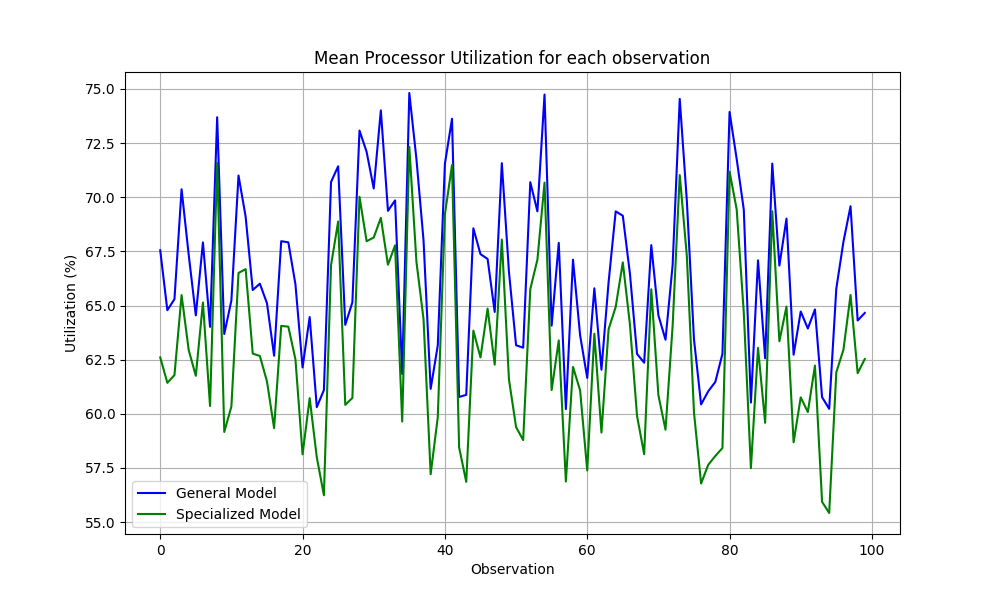 Mean Processor Utilization for each observation
75.0
72.5
70.0
67.5
65.0
62.5
60.0
57.5
55.0
Utilization (%)
General Model
Specialized Model
0 20 40 60 80 100
Observation